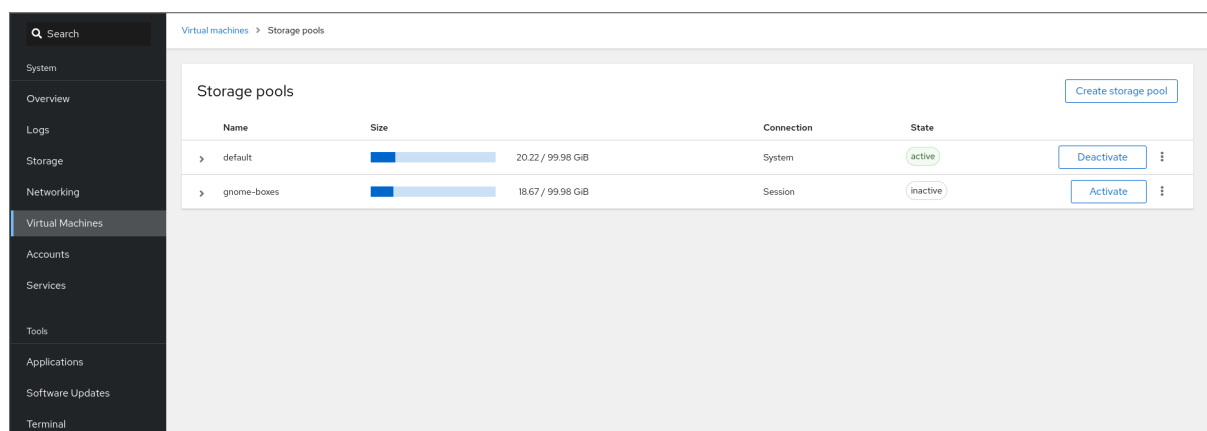 Search
System
Overview
Logs
Storage
Networking
Virtual Machines
Accounts
Services
Tools
Applications
Software Updates
Terminal
Virtual machines > Storage pools
Storage pools
Create storage pool
Name Size Connection State
default 20.22 / 99.98 GiB System active Deactivate
gnome-boxes 18.67 / 99.98 GiB Session inactive Activate